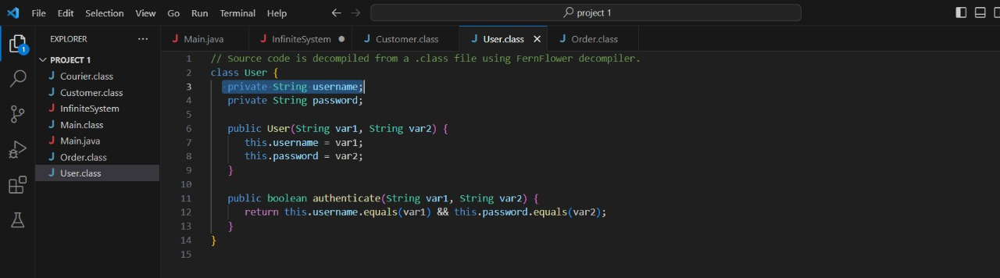 File Edit Selection View Go Run Terminal Help
project 1
EXPLORER ...
Main.java
InfiniteSystem
Customer.class
User.class
Order.class
1
PROJECT 1
Courier.class
Customer.class
InfiniteSystem
Main.class
Main.java
Order.class
User.class
1 // Source code is decompiled from a .class file using FernFlower decompiler.
2 class User {
3 private String username;
4 private String password;
5
6 public User(String var1, String var2) {
7 this.username = var1;
8 this.password = var2;
9 }
10
11 public boolean authenticate(String var1, String var2) {
12 return this.username.equals(var1) && this.password.equals(var2);
13 }
14 }
15